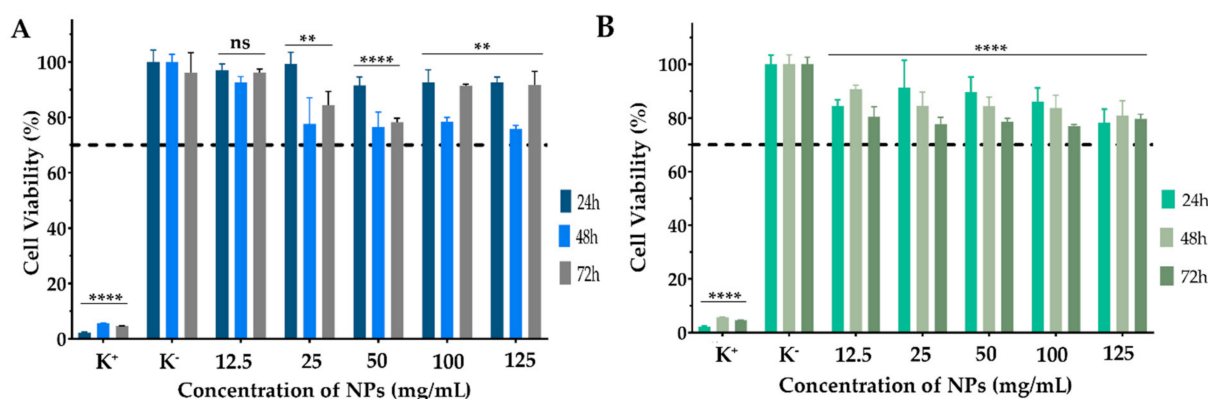 A
ns
**
****
**
****
Cell Viability (%)
100
80
60
40
20
0
24h
48h
72h
K+ K- 12.5 25 50 100 125
Concentration of NPs (mg/mL)
B
****
****
Cell Viability (%)
100
80
60
40
20
0
24h
48h
72h
K+ K- 12.5 25 50 100 125
Concentration of NPs (mg/mL)